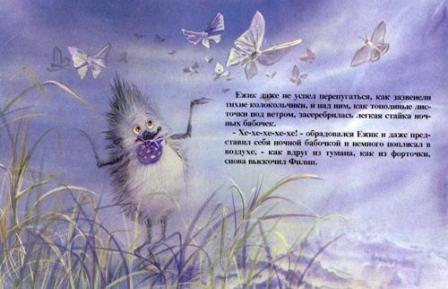 Ежик даже не успел перепугаться, как зазвенели
тихие колокольчики, и над ним, как тополиные лис-
точки под ветром, засеребрилась легкая стайка ноч-
ных бабочек.
- Хе-хе-хе-хе-хе! - обрадовался Ежик и даже пред-
ставил себя ночной бабочкой и немного поплясал в
воздухе, - как вдруг из тумана, как из форточки,
снова выскочил Филин.